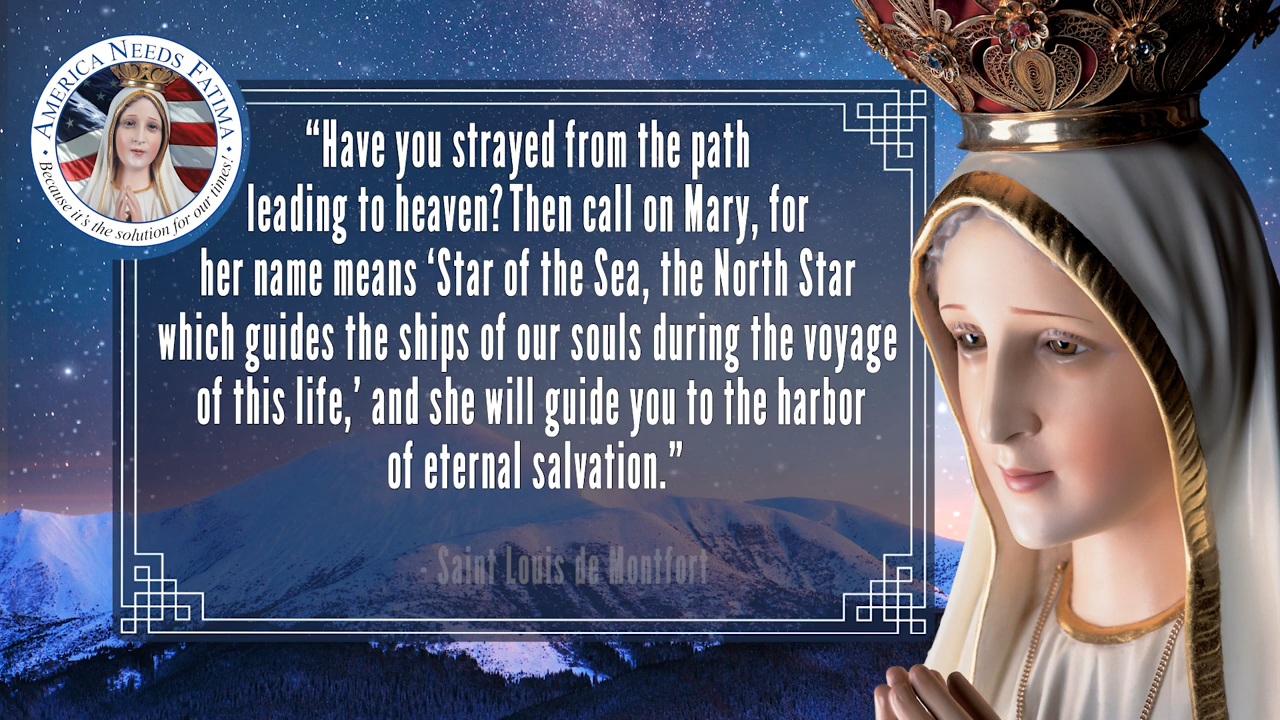 AMERICA NEEDS FATIMA
Because it's the solution for our times!
“Have you strayed from the path
leading to heaven? Then call on Mary, for
her name means ‘Star of the Sea, the North Star
which guides the ships of our souls during the voyage
of this life,’ and she will guide you to the harbor
of eternal salvation.”
- Saint Louis de Montfort